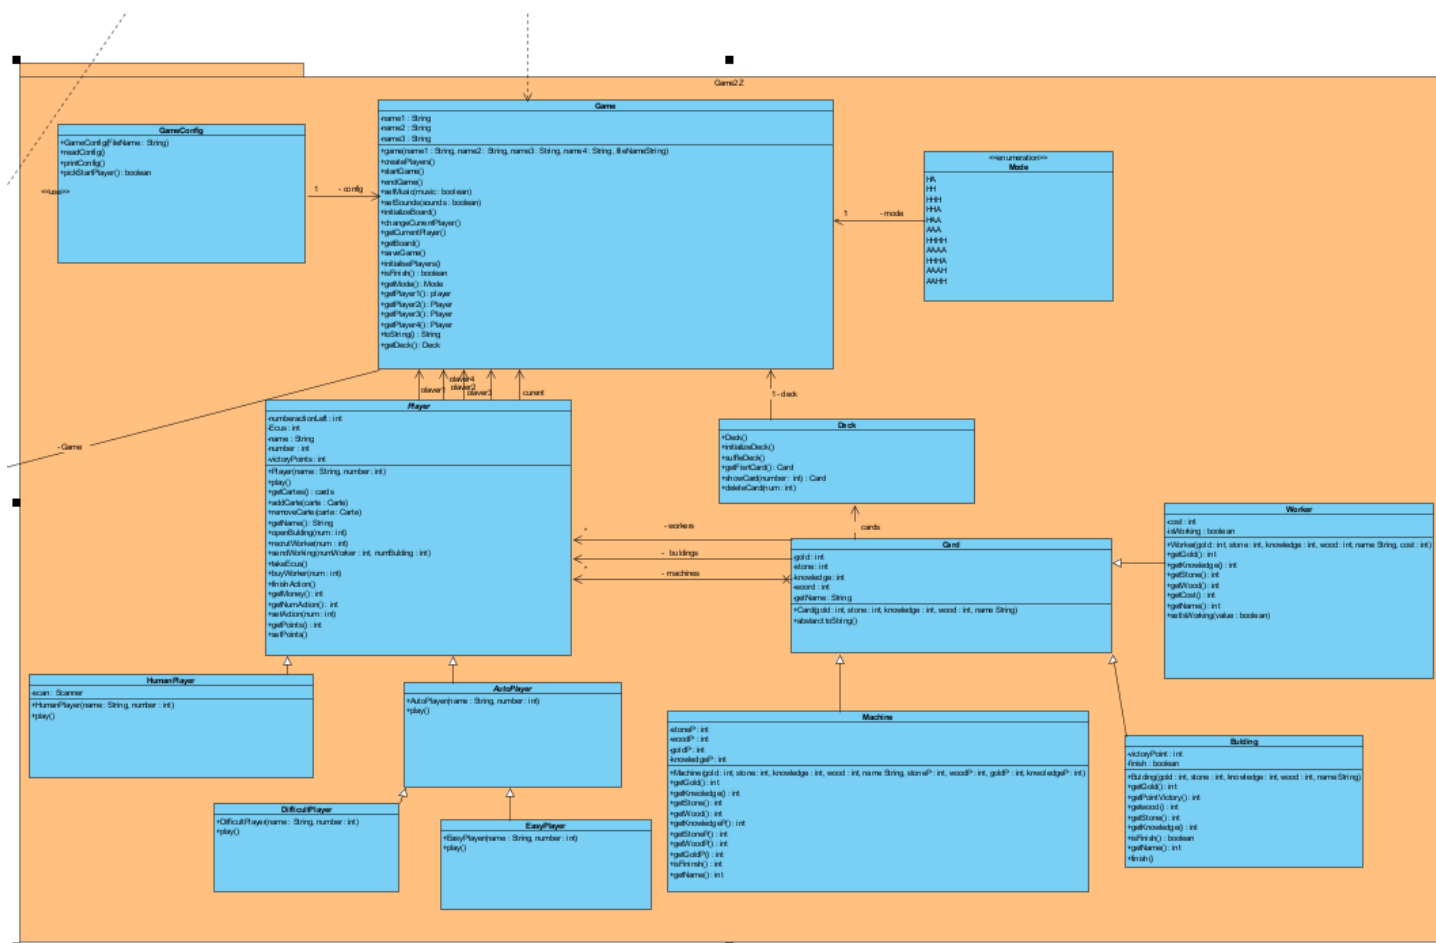 Game2Z
Game
-name1 : String
-name2 : String
-name3 : String
+game(name1 : String, name2 : String, name3 : String, name4 : String, fileNameString)
+createPlayers()
+startGame()
+endGame()
+setMusic(music : boolean)
+setSounds(sounds : boolean)
+initializeBoard()
+changeCurrentPlayer()
+getCurrentPlayer()
+getBoard()
+saveGame()
+initialisePlayers()
+isFinish() : boolean
+getMode() : Mode
+getPlayer1() : player
+getPlayer2() : Player
+getPlayer3() : Player
+getPlayer4() : Player
+toString() : String
+getDeck() : Deck
GameConfig
+GameConfig(FileName : String)
+readConfig()
+printConfig()
+pickStartPlayer() : boolean
<<use>>
1
- config
<<enumeration>>
Mode
HA
HH
HHH
HHA
HAA
AAA
HHHH
AAAA
HHHA
AAAH
AAHH
1
- mode
player1
player4
player2
player3
curent
1 - deck
- Game
Player
-numberactionLeft : int
-Ecus : int
-name : String
-number : int
-victoryPoints : int
+Player(name : String, number : int)
+play()
+getCartes() : cards
+addCarte(carte : Carte)
+removeCarte(carte : Carte)
+getName() : String
+openBulding(num : int)
+recrutWorker(num : int)
+sendWorking(numWorker : int, numBulding : int)
+takeEcus()
+buyWorker(num : int)
+finishAction()
+getMoney() : int
+getNumAction() : int
+setAction(num : int)
+getPoints() : int
+setPoints()
Deck
+Deck()
+initializeDeck()
+suffleDeck()
+getFisrtCard() : Card
+showCard(number : int) : Card
+deleteCard(num : int)
cards
*
- workers
- buldings
*
- machines
Card
-gold : int
-stone : int
-knowledge : int
-woord : int
-getName : String
+Card(gold : int, stone : int, knowledge : int, wood : int, name String)
+abstarct toString()
Worker
-cost : int
-isWorking : boolean
+Worker(gold : int, stone : int, knowledge : int, wood : int, name String, cost : int)
+getGold() : int
+getKnowledge() : int
+getStone() : int
+getWood() : int
+getCost() : int
+getName() : int
+setIsWorking(value : boolean)
HumanPlayer
-scan : Scanner
+HumanPlayer(name : String, number : int)
+play()
AutoPlayer
+AutoPlayer(name : String, number : int)
+play()
DifficultPlayer
+DifficultPlayer(name : String, number : int)
+play()
EasyPlayer
+EasyPlayer(name : String, number : int)
+play()
Machine
-stoneP : int
-woodP : int
-goldP : int
-knowledgeP : int
+Machine(gold : int, stone : int, knowledge : int, wood : int, name String, stoneP : int, woodP : int, goldP : int, knwoledgeP : int)
+getGold() : int
+getKnwoledge() : int
+getStone() : int
+getWood() : int
+getKnowledgeP() : int
+getStoneP() : int
+getWoodP() : int
+getGoldP() : int
+isFininsh() : int
+getName() : int
Bulding
-victoryPoint : int
-finish : boolean
+Bulding(gold : int, stone : int, knowledge : int, wood : int, name String)
+getGold() : int
+getPointVictory() : int
+getwood() : int
+getStone() : int
+getKnowledge() : int
+isFinish() : boolean
+getName() : int
+finish()